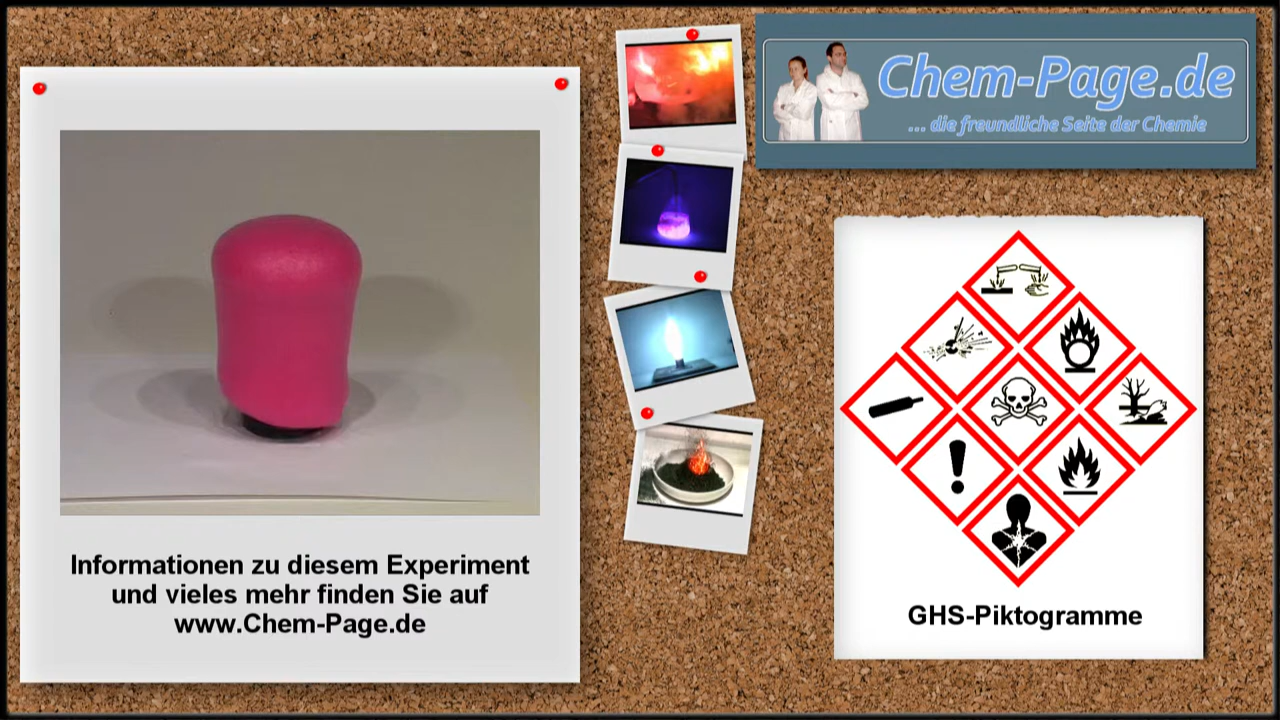 Chem-Page.de
... die freundliche Seite der Chemie
Informationen zu diesem Experiment
und vieles mehr finden Sie auf
www.Chem-Page.de
GHS-Piktogramme